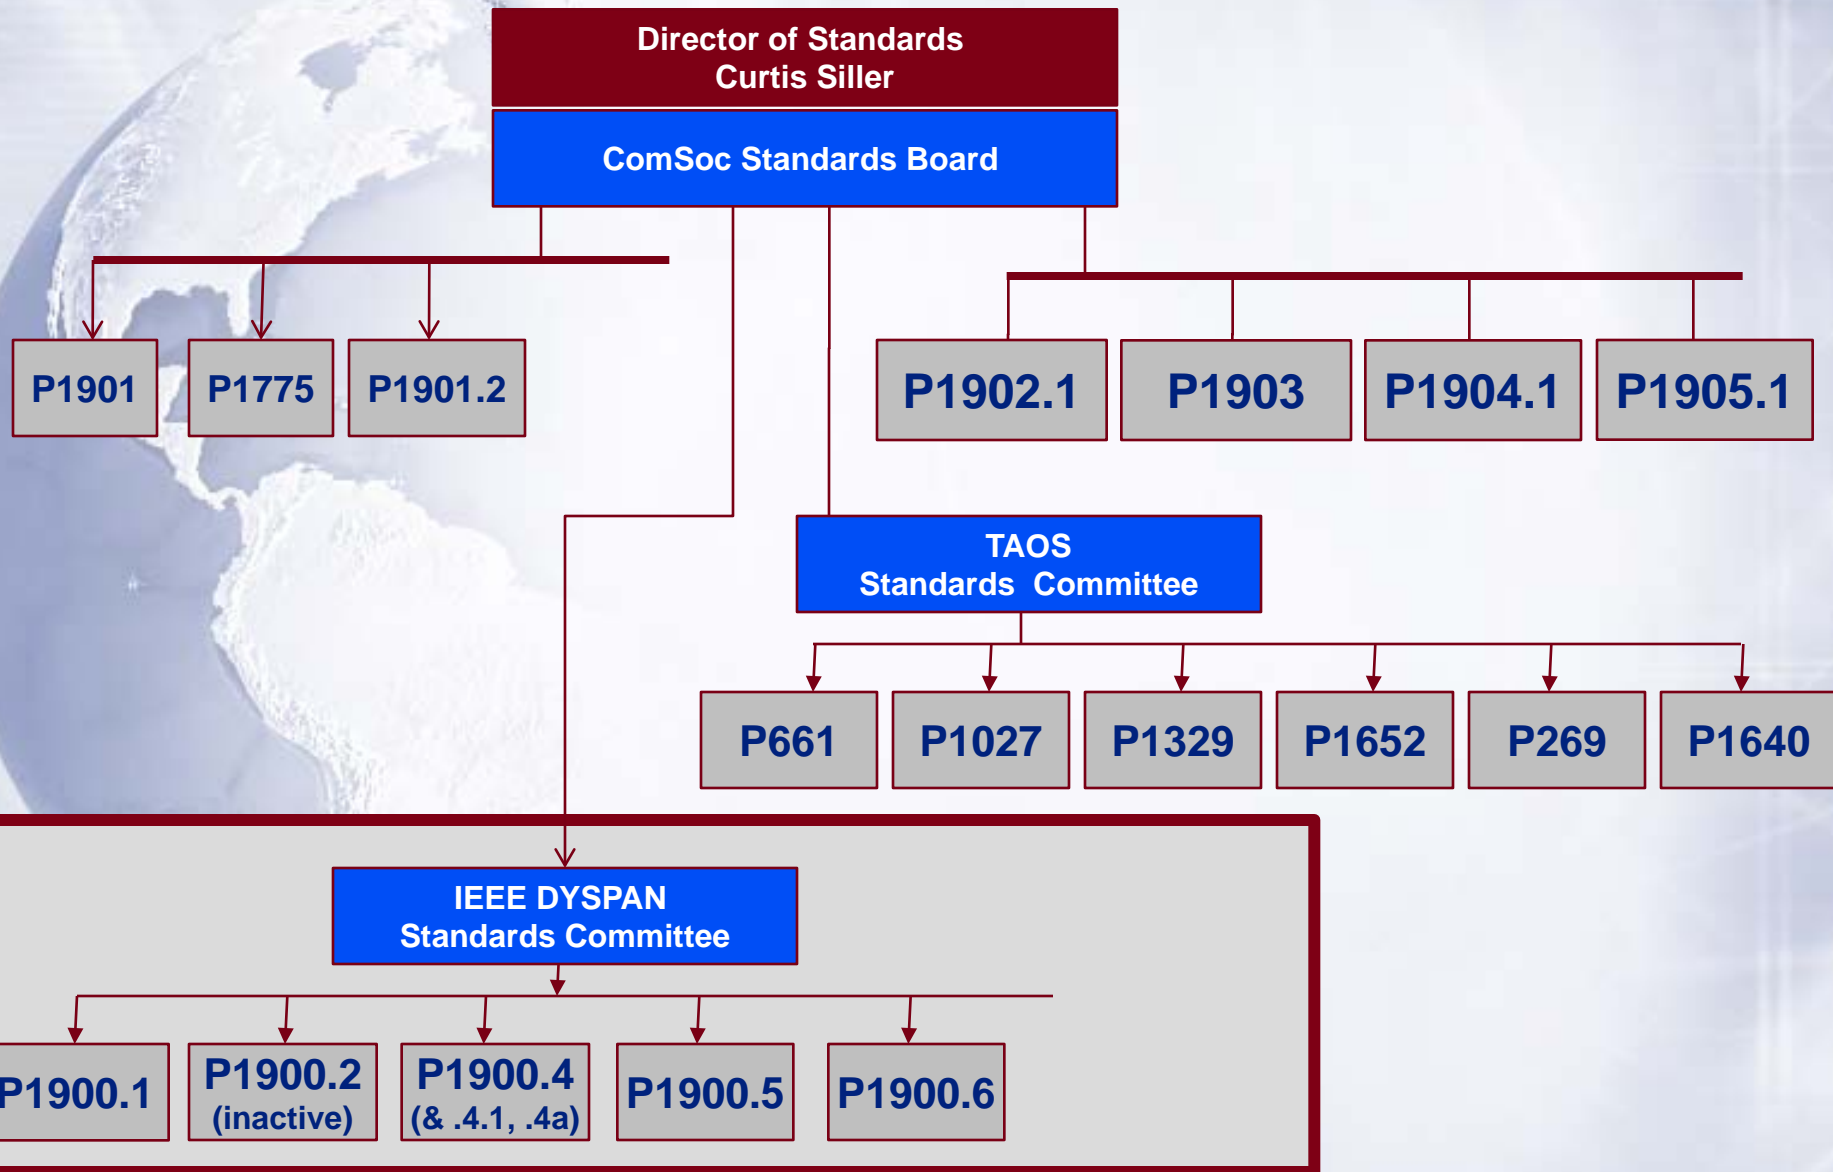 Director of Standards
Curtis Siller
ComSoc Standards Board
P1901
P1775
P1901.2
P1902.1
P1903
P1904.1
P1905.1
TAOS
Standards Committee
P661
P1027
P1329
P1652
P269
P1640
IEEE DYSPAN
Standards Committee
P1900.1
P1900.2
(inactive)
P1900.4
(& .4.1, .4a)
P1900.5
P1900.6